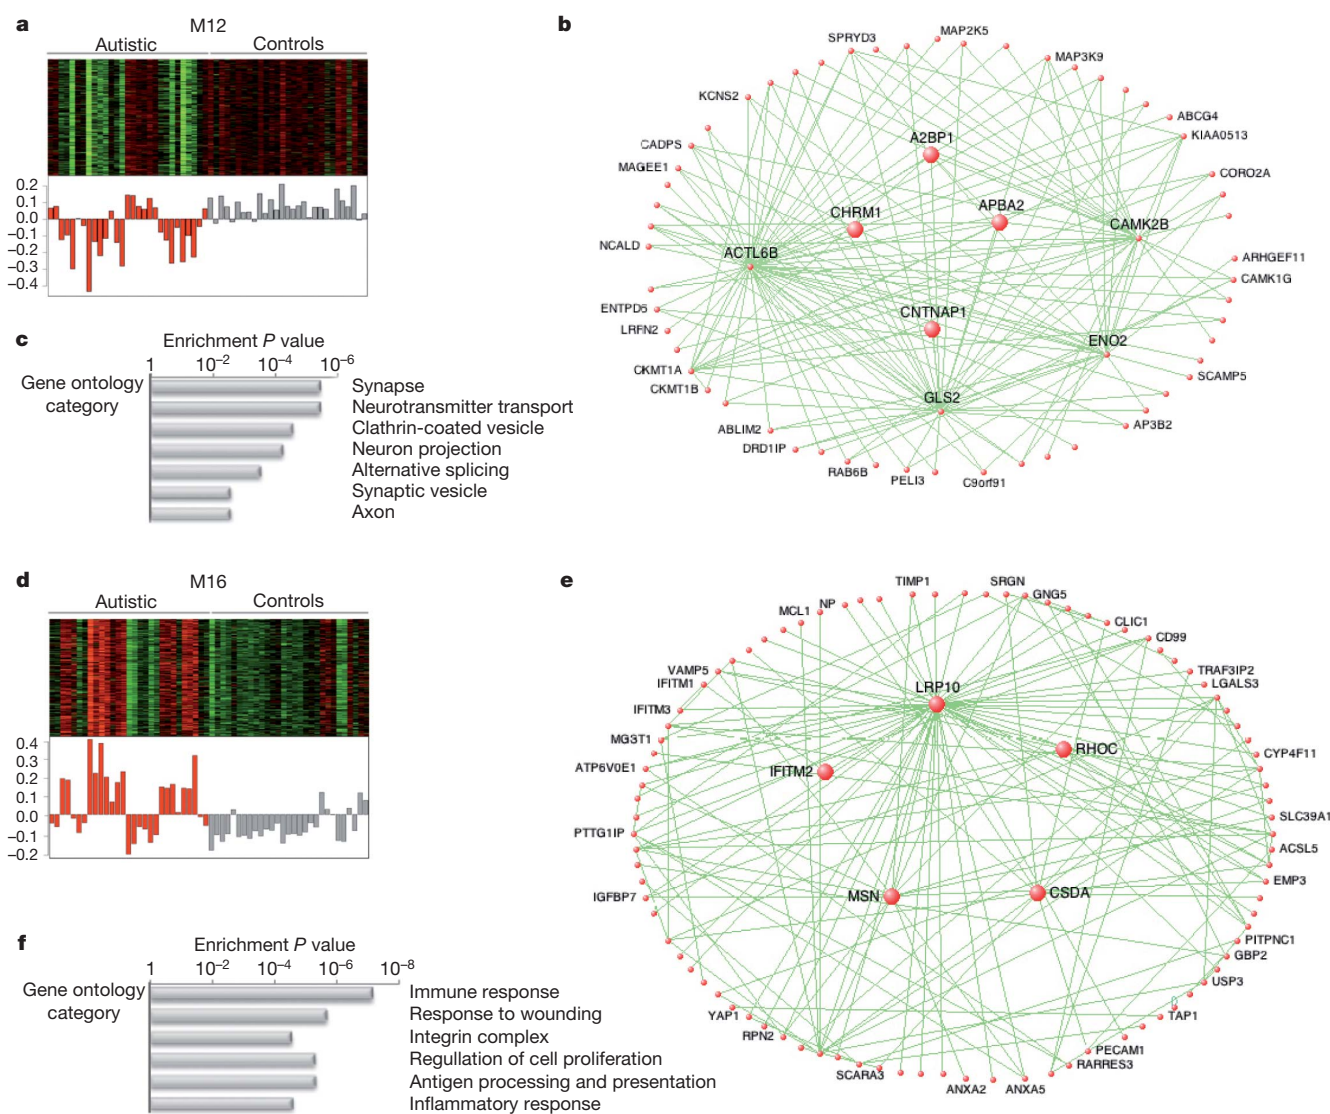 a
M12
Autistic Controls
0.2
0.1
0.0
−0.1
−0.2
−0.3
−0.4
b
SPRYD3
MAP2K5
MAP3K9
KCNS2
ABCG4
KIAA0513
CADPS
A2BP1
MAGEE1
CORO2A
CHRM1
APBA2
CAMK2B
NCALD
ACTL6B
ARHGEF11
CAMK1G
ENTPD5
CNTNAP1
LRFN2
ENO2
CKMT1A
SCAMP5
CKMT1B
GLS2
AP3B2
ABLIM2
DRD1IP
RAB6B
PELI3
C9orf91
c
Enrichment P value
1 10−2 10−4 10−6
Gene ontology
category
Synapse
Neurotransmitter transport
Clathrin-coated vesicle
Neuron projection
Alternative splicing
Synaptic vesicle
Axon
d
M16
Autistic Controls
0.4
0.3
0.2
0.1
0.0
−0.1
−0.2
e
TIMP1
SRGN
GNG5
NP
MCL1
CLIC1
CD99
VAMP5
TRAF3IP2
IFITM1
LGALS3
LRP10
IFITM3
MG3T1
RHOC
CYP4F11
ATP6V0E1
IFITM2
SLC39A1
PTTG1IP
ACSL5
EMP3
IGFBP7
MSN
CSDA
PITPNC1
GBP2
USP3
YAP1
TAP1
RPN2
PECAM1
RARRES3
SCARA3
ANXA2
ANXA5
f
Enrichment P value
1 10−2 10−4 10−6 10−8
Gene ontology
category
Immune response
Response to wounding
Integrin complex
Regullation of cell proliferation
Antigen processing and presentation
Inflammatory response